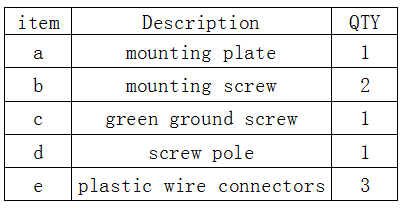 item Description QTY
a mounting plate 1
b mounting screw 2
c green ground screw 1
d screw pole 1
e plastic wire connectors 3